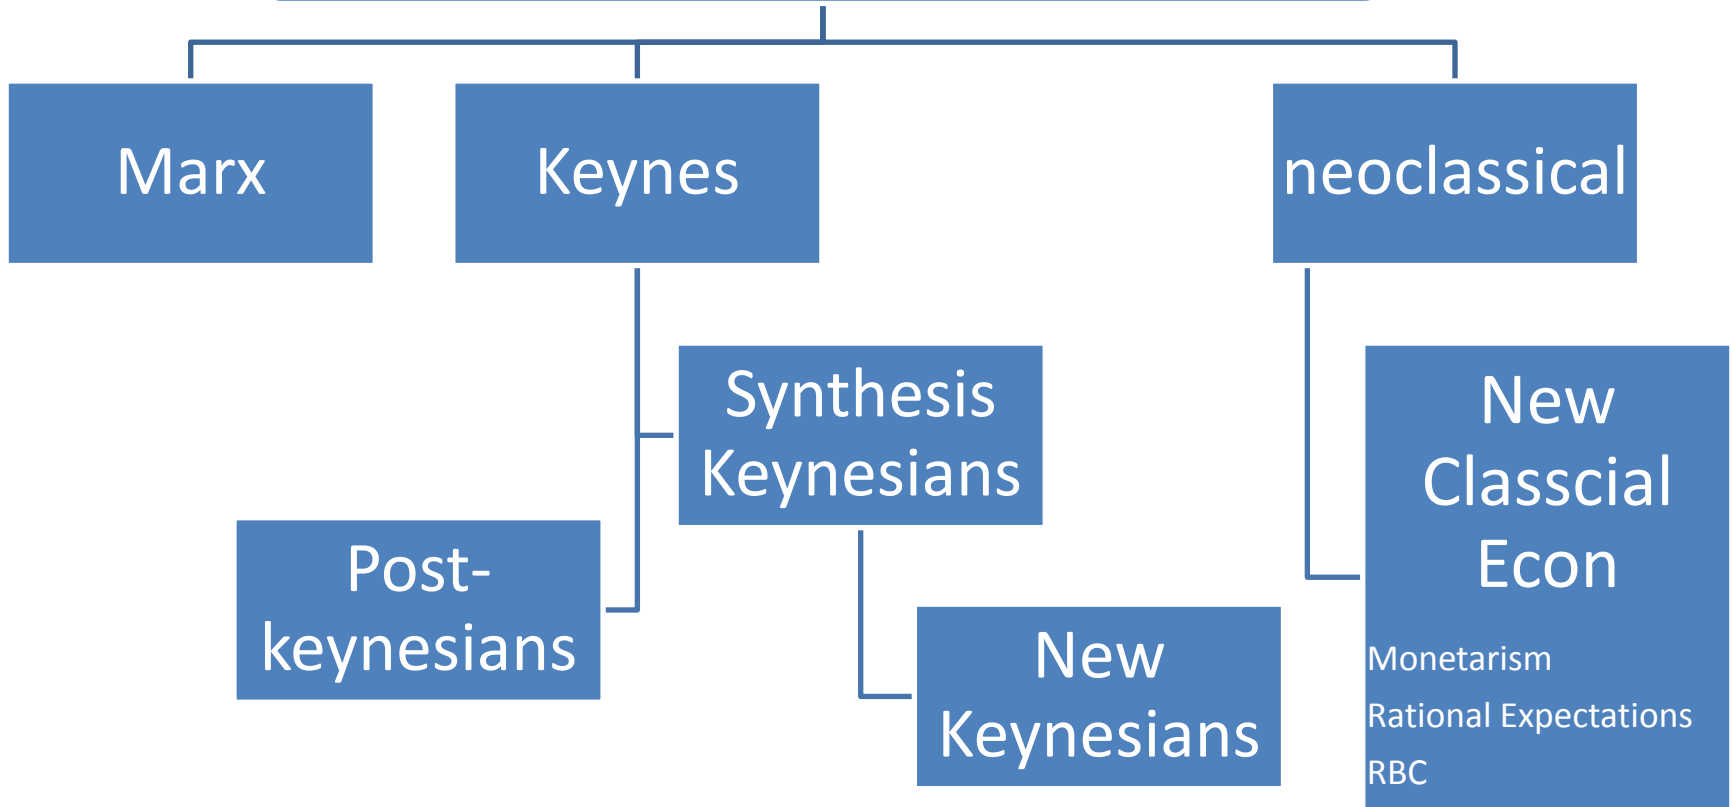 Marx
Keynes
neoclassical
Synthesis
Keynesians
Post-
keynesians
New
Keynesians
New
Classcial
Econ
Monetarism
Rational Expectations
RBC